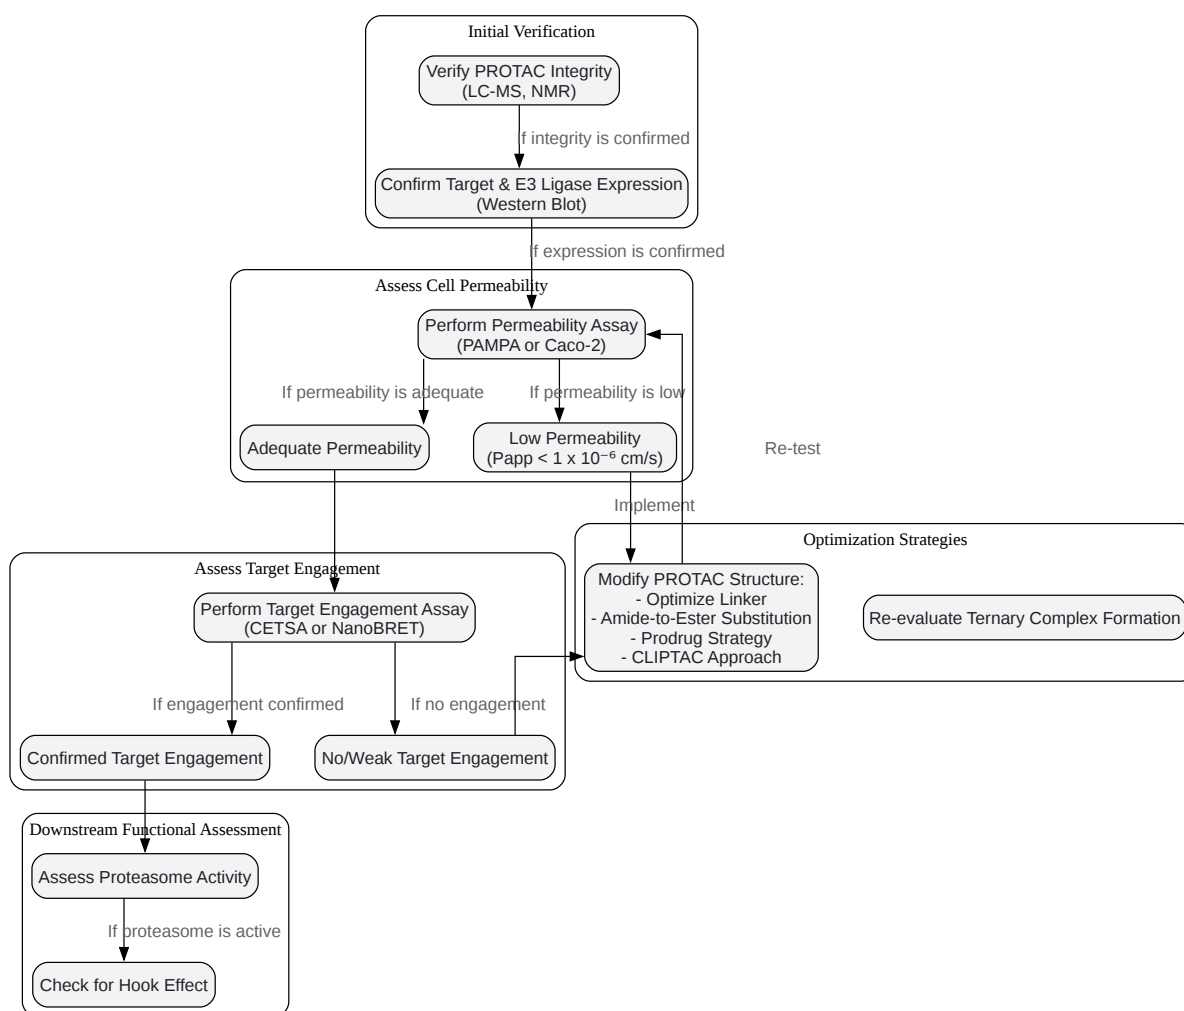 Initial Verification
Verify PROTAC Integrity
(LC-MS, NMR)
If integrity is confirmed
Confirm Target & E3 Ligase Expression
(Western Blot)
If expression is confirmed
Assess Cell Permeability
Perform Permeability Assay
(PAMPA or Caco-2)
If permeability is adequate
If permeability is low
Adequate Permeability
Low Permeability
(Papp < 1 x 10⁻⁶ cm/s)
Re-test
Implement
Optimization Strategies
Modify PROTAC Structure:
- Optimize Linker
- Amide-to-Ester Substitution
- Prodrug Strategy
- CLIPTAC Approach
Re-evaluate Ternary Complex Formation
Assess Target Engagement
Perform Target Engagement Assay
(CETSA or NanoBRET)
If engagement confirmed
If no engagement
Confirmed Target Engagement
No/Weak Target Engagement
Downstream Functional Assessment
Assess Proteasome Activity
If proteasome is active
Check for Hook Effect